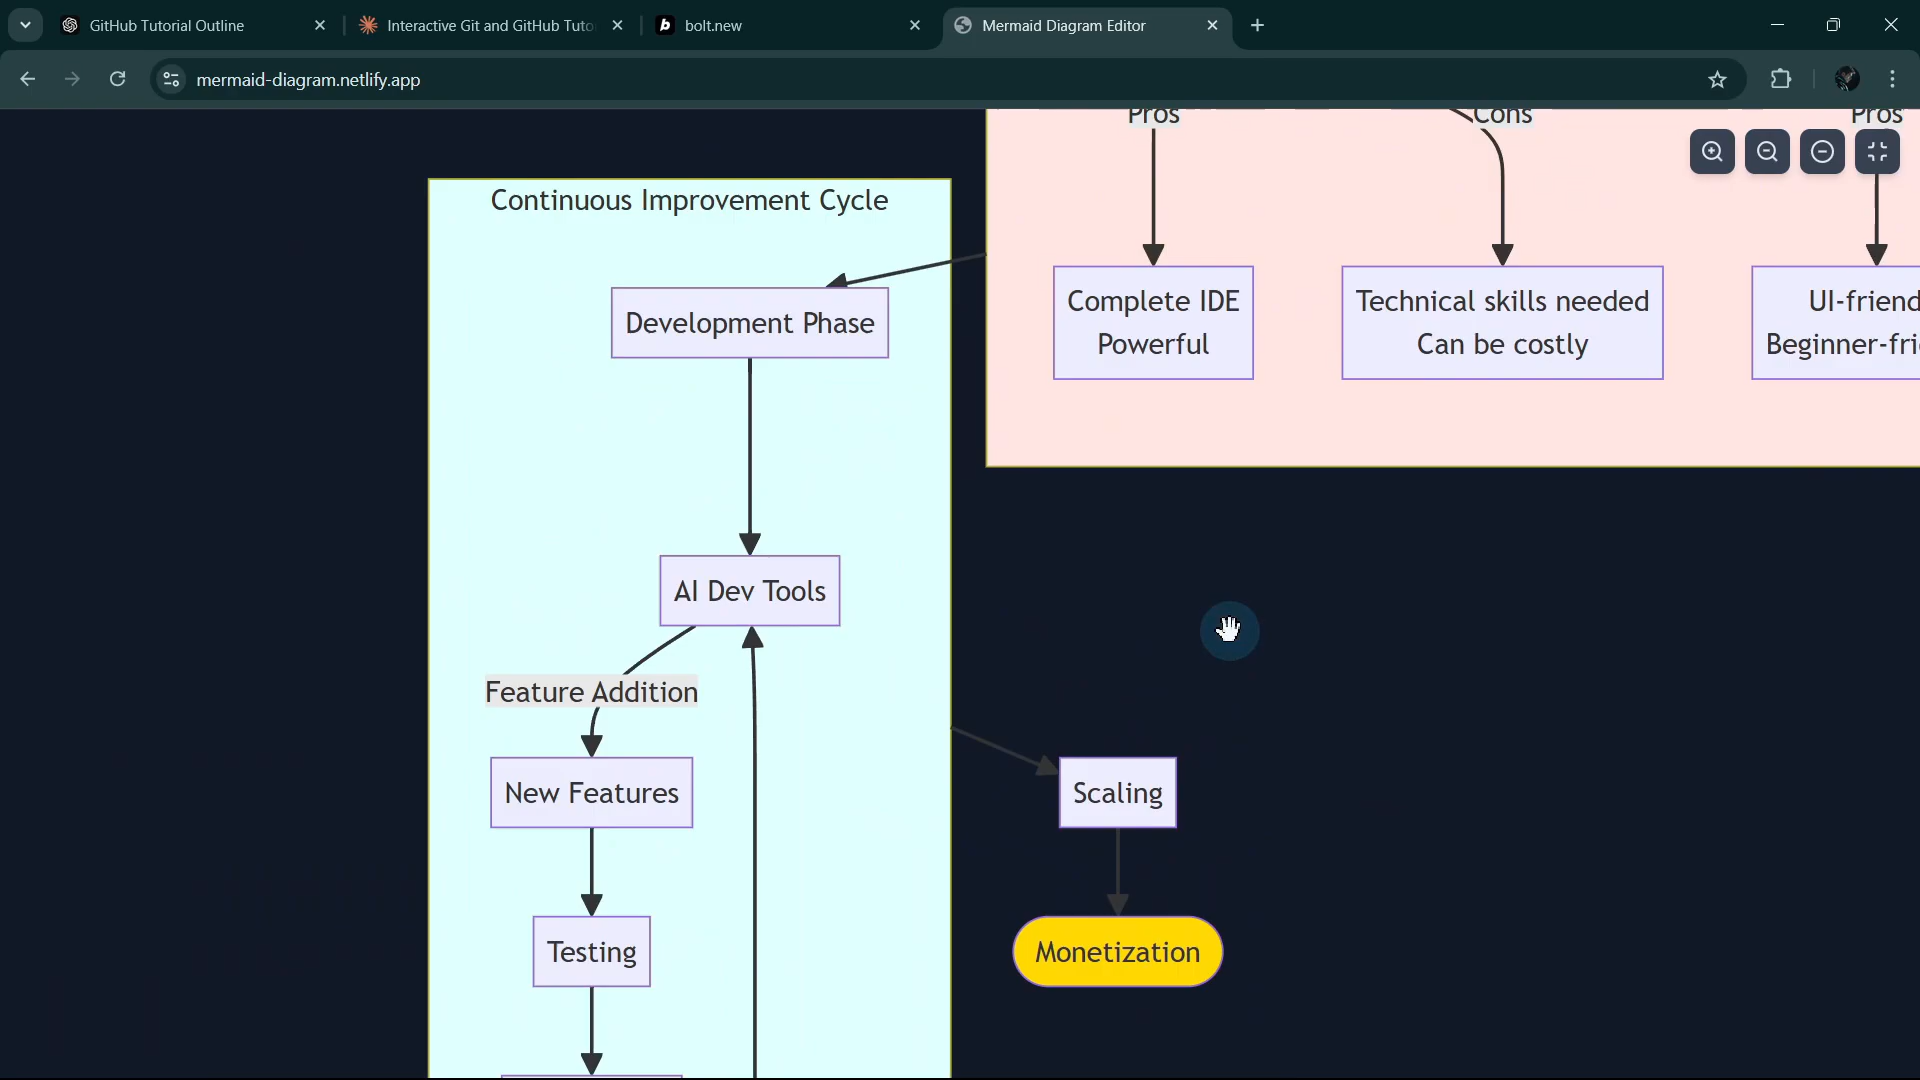 GitHub Tutorial Outline
Interactive Git and GitHub Tuto
bolt.new
Mermaid Diagram Editor
mermaid-diagram.netlify.app
Pros
Cons
Pros
Continuous Improvement Cycle
Development Phase
Complete IDE
Powerful
Technical skills needed
Can be costly
UI-friend
Beginner-frie
AI Dev Tools
Feature Addition
New Features
Scaling
Testing
Monetization